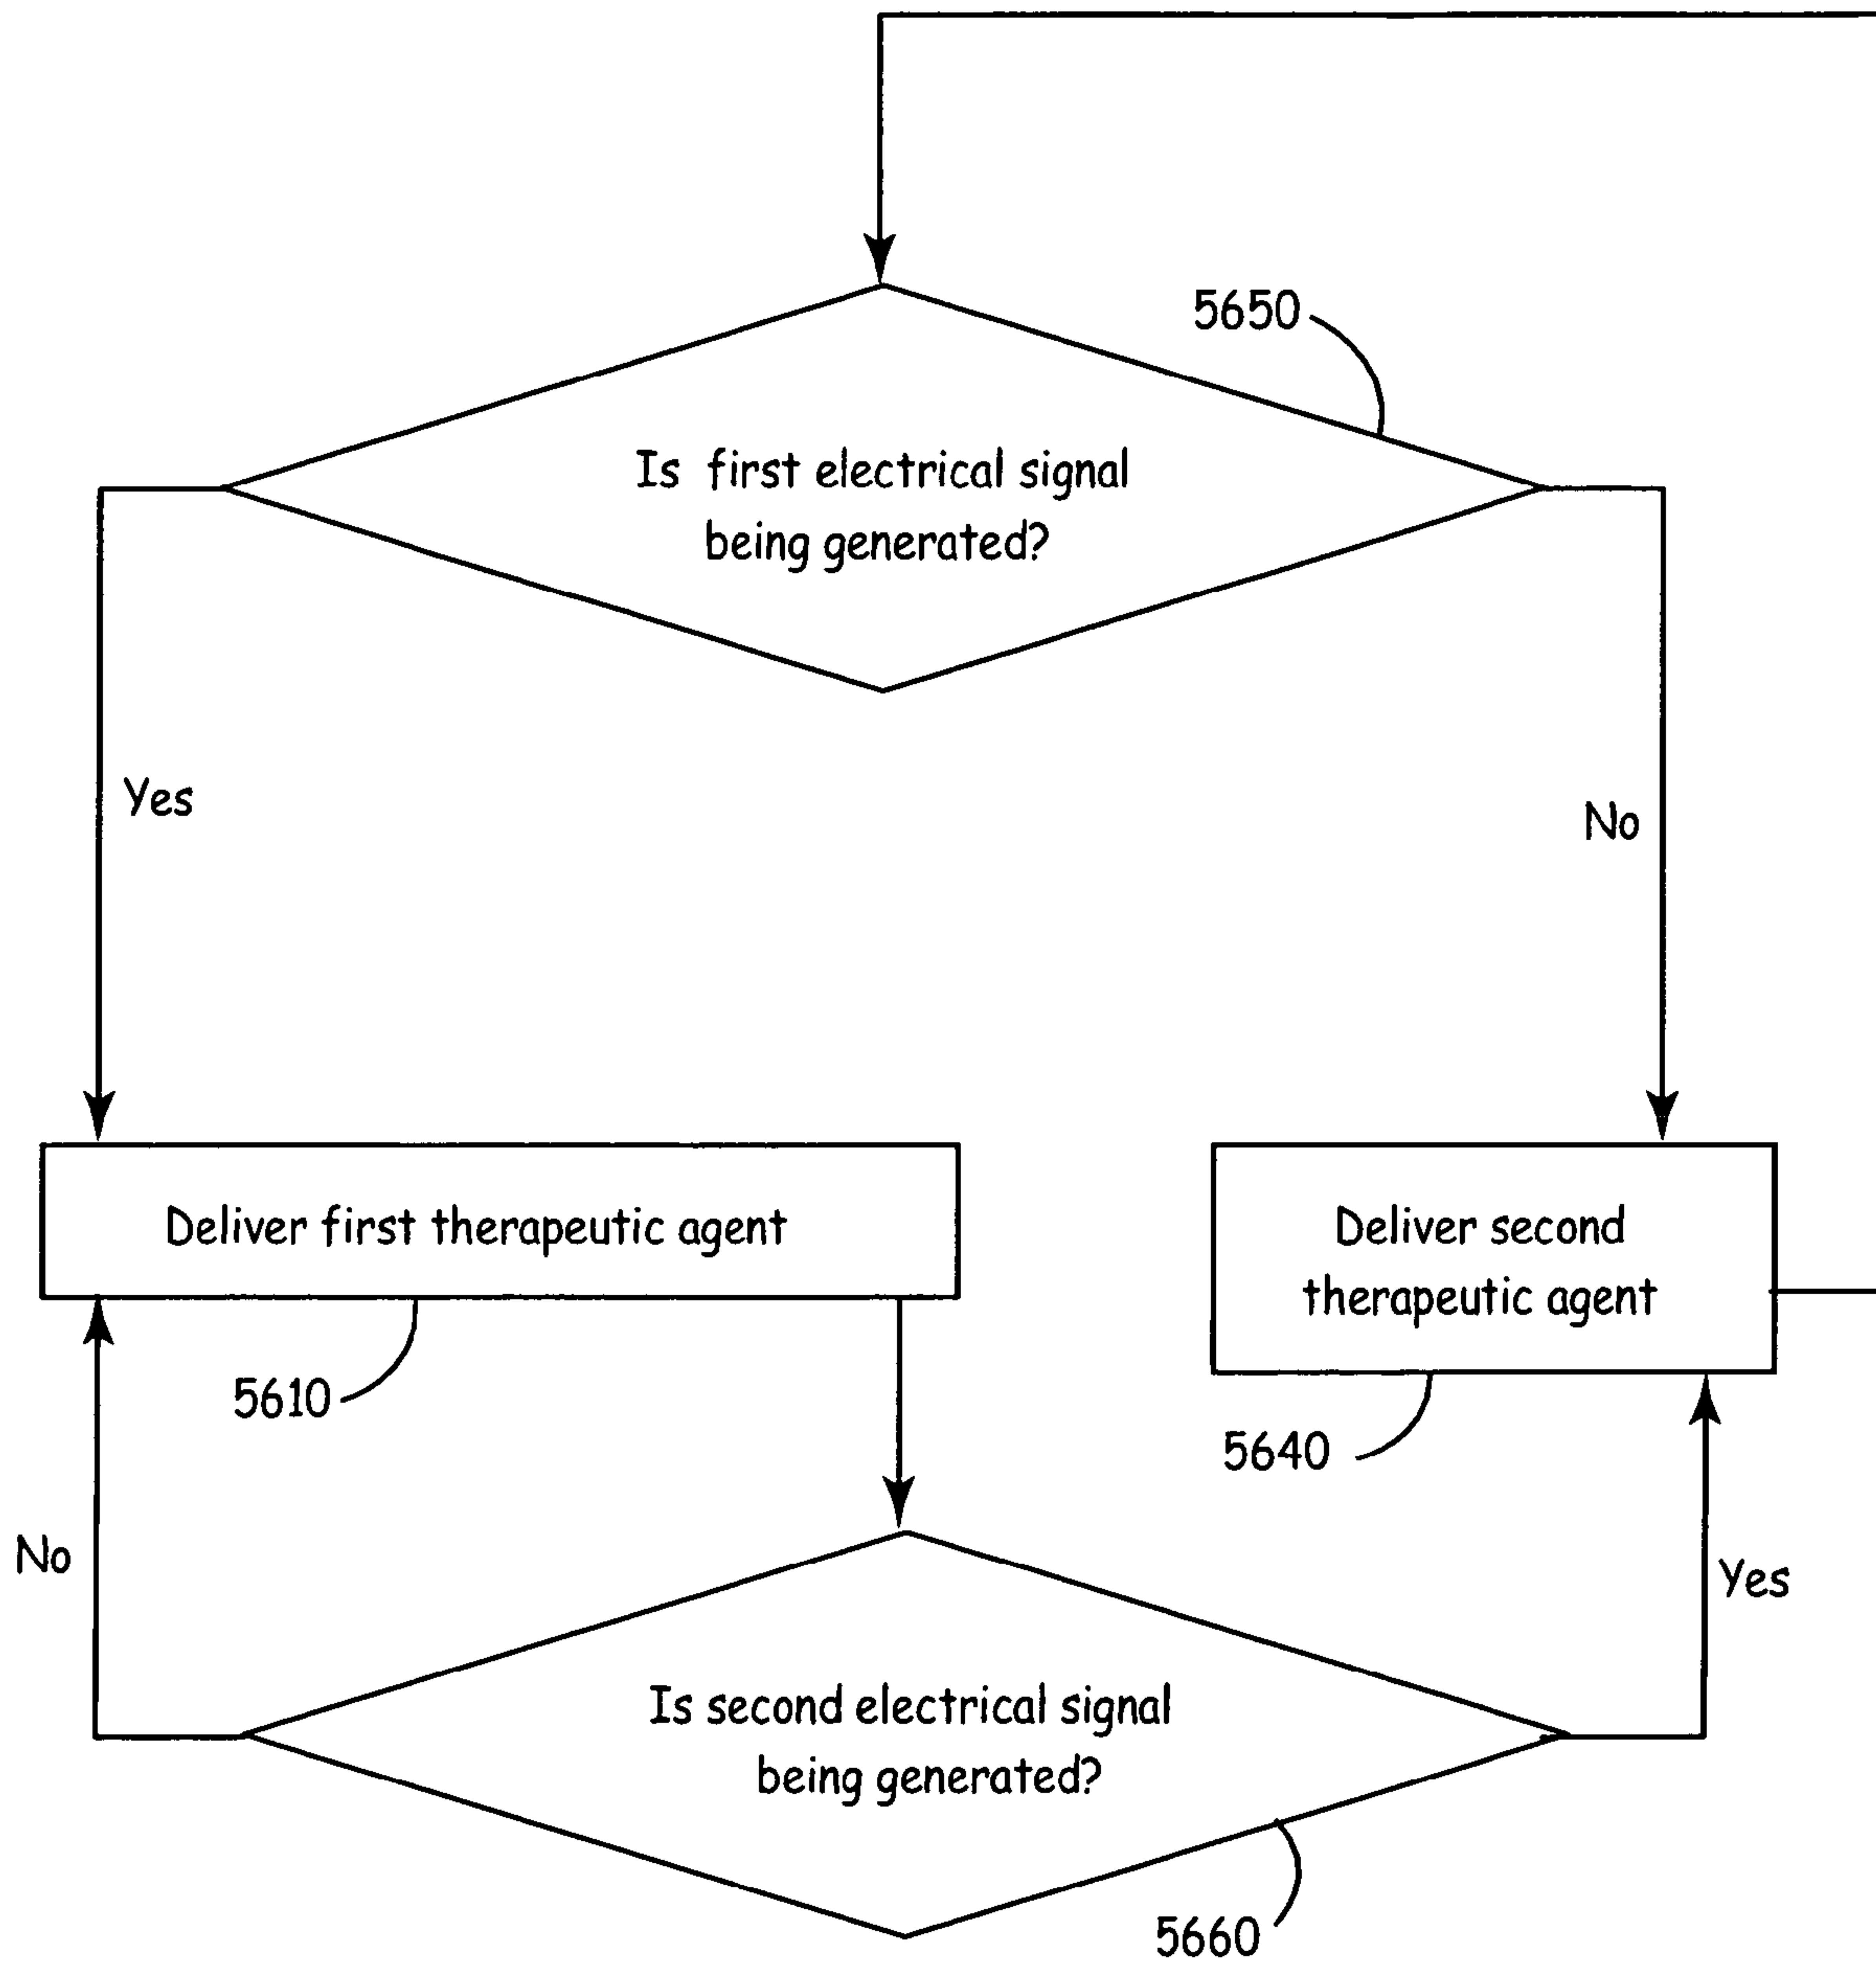 5650
Is first electrical signal
being generated?
Yes
No
Deliver first therapeutic agent
Deliver second
therapeutic agent
5610
5640
No
Yes
Is second electrical signal
being generated?
5660